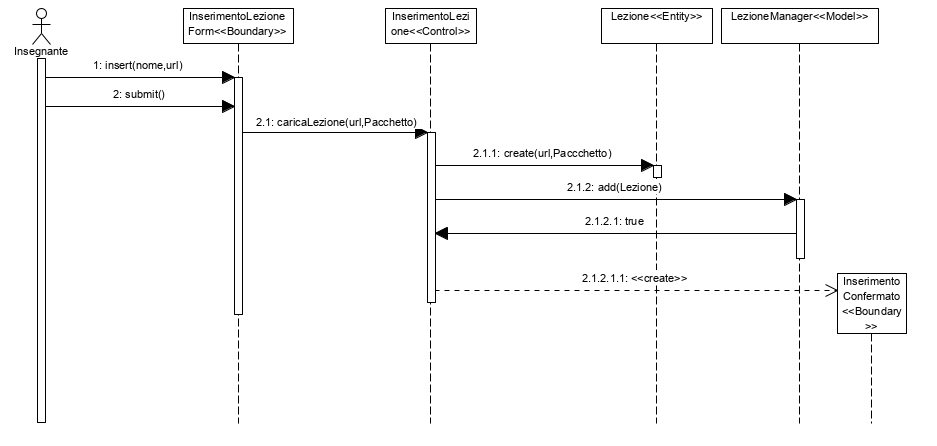 InserimentoLezione
Form<<Boundary>>
InserimentoLezi
one<<Control>>
Lezione<<Entity>>
LezioneManager<<Model>>
Insegnante
1: insert(nome,url)
2: submit()
2.1: caricaLezione(url,Pacchetto)
2.1.1: create(url,Paccchetto)
2.1.2: add(Lezione)
2.1.2.1: true
2.1.2.1.1: <<create>>
Inserimento
Confermato
<<Boundary
>>